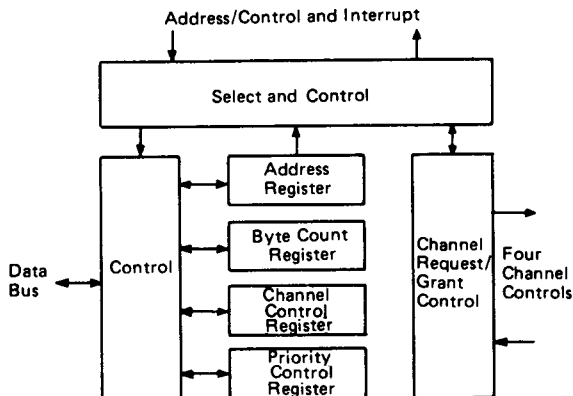 Address/Control and Interrupt
Select and Control
Address
Register
Byte Count
Register
Channel
Control
Register
Priority
Control
Register
Data
Bus
Control
Channel
Request/
Grant
Control
Four
Channel
Controls